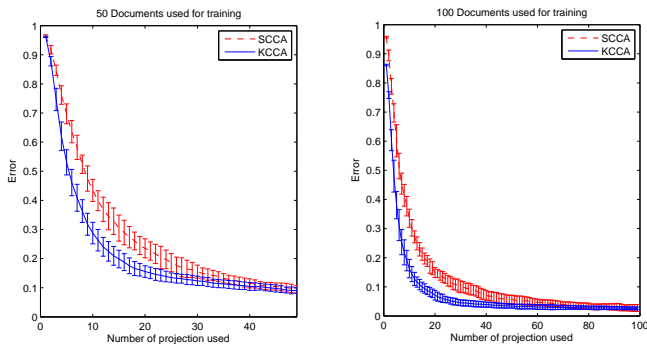 50 Documents used for training
SCCA
KCCA
Error
1
0.9
0.8
0.7
0.6
0.5
0.4
0.3
0.2
0.1
0
0 10 20 30 40
Number of projection used
100 Documents used for training
SCCA
KCCA
Error
1
0.9
0.8
0.7
0.6
0.5
0.4
0.3
0.2
0.1
0
0 20 40 60 80 100
Number of projection used